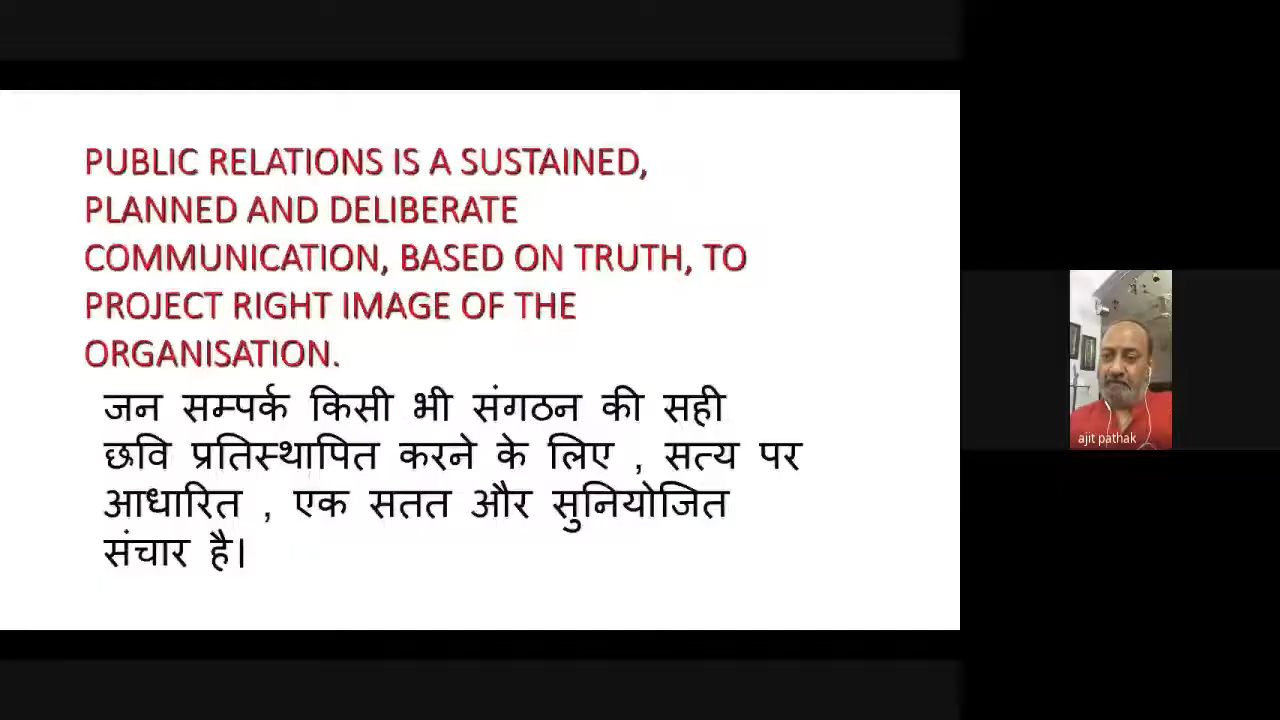 PUBLIC RELATIONS IS A SUSTAINED,
PLANNED AND DELIBERATE
COMMUNICATION, BASED ON TRUTH, TO
PROJECT RIGHT IMAGE OF THE
ORGANISATION.
जन सम्पर्क किसी भी संगठन की सही
छवि प्रतिस्थापित करने के लिए , सत्य पर
आधारित , एक सतत और सुनियोजित
संचार है।
ajit pathak